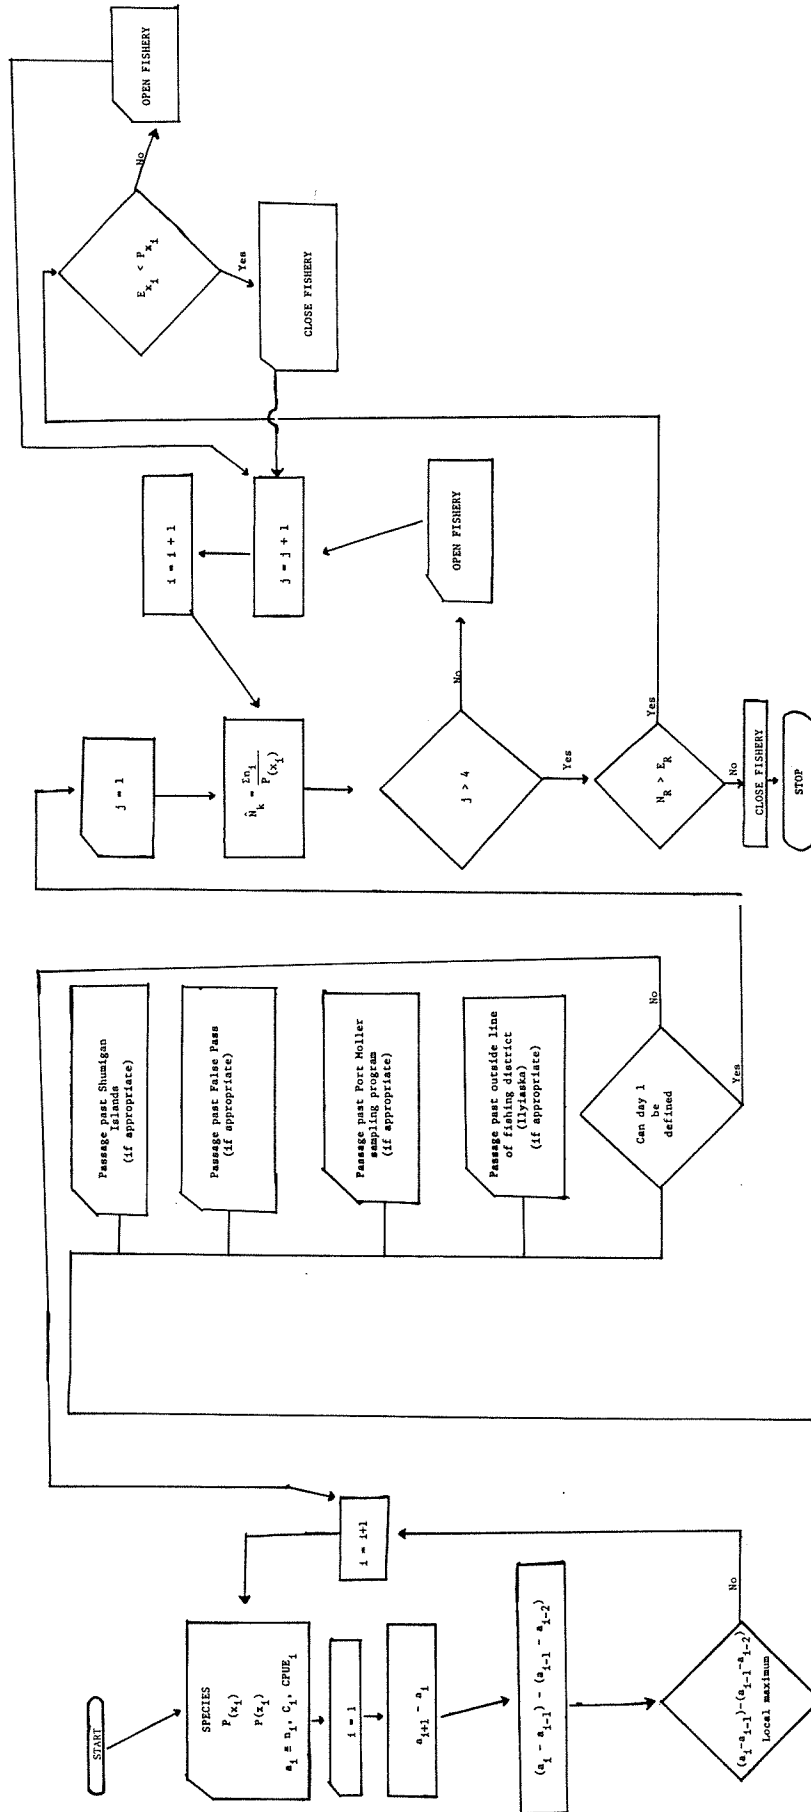 START
SPECIES
P(x_i)
P(x_i)
a_i = n_i, C_i, CPUE_i
i = 1
a_{i+1} - a_i
(a_i - a_{i-1}) - (a_{i-1} - a_{i-2})
(a_i-a_{i-1})-(a_{i-1}-a_{i-2})
Local maximum
No
i = i+1
Passage past Shumigan
Islands
(if appropriate)
Passage past False Pass
(if appropriate)
Passage past Port Moller
sampling program
(if appropriate)
Passage past outside line
of fishing district
(Ilyiaska)
(if appropriate)
Can day 1
be
defined
No
Yes
j = 1
N̂_k = Σn_i
P(x_i)
j > 4
No
Yes
OPEN FISHERY
N_R > E_R
Yes
No
CLOSE FISHERY
STOP
i = i + 1
j = j + 1
E_{x_i} < P_{x_i}
No
Yes
OPEN FISHERY
CLOSE FISHERY